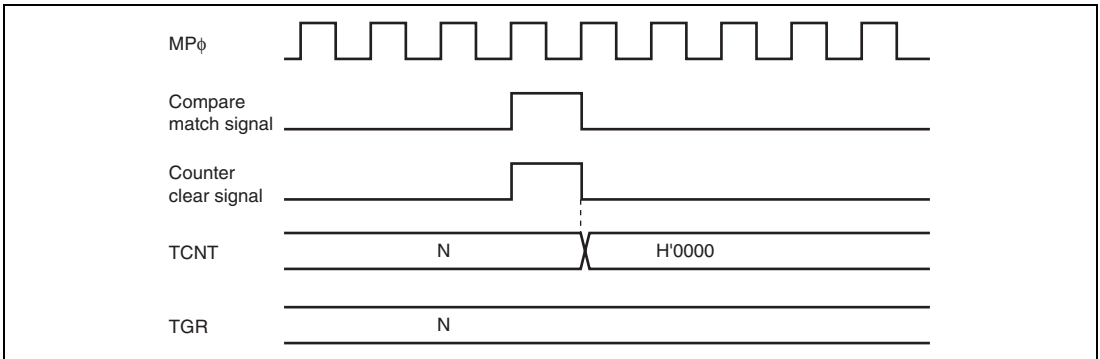 MPϕ
Compare
match signal
Counter
clear signal
TCNT
N
H'0000
TGR
N